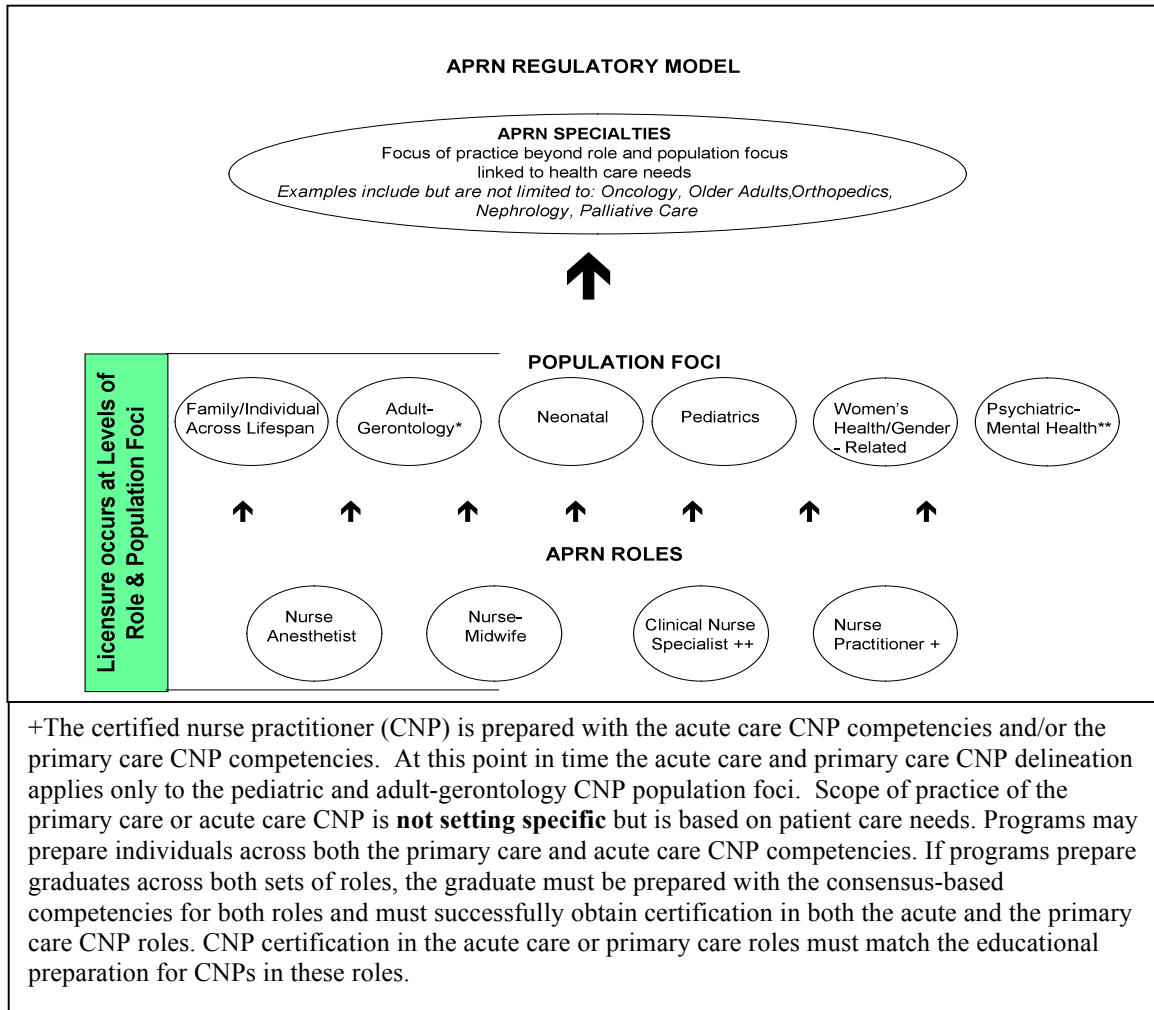 APRN REGULATORY MODEL
APRN SPECIALTIES
Focus of practice beyond role and population focus
linked to health care needs
Examples include but are not limited to: Oncology, Older Adults,Orthopedics,
Nephrology, Palliative Care
Licensure occurs at Levels of
Role & Population Foci
POPULATION FOCI
Family/Individual
Across Lifespan
Adult-
Gerontology*
Neonatal
Pediatrics
Women's
Health/Gender
- Related
Psychiatric-
Mental Health**
APRN ROLES
Nurse
Anesthetist
Nurse-
Midwife
Clinical Nurse
Specialist ++
Nurse
Practitioner +
+The certified nurse practitioner (CNP) is prepared with the acute care CNP competencies and/or the
primary care CNP competencies.  At this point in time the acute care and primary care CNP delineation
applies only to the pediatric and adult-gerontology CNP population foci.  Scope of practice of the
primary care or acute care CNP is not setting specific but is based on patient care needs. Programs may
prepare individuals across both the primary care and acute care CNP competencies. If programs prepare
graduates across both sets of roles, the graduate must be prepared with the consensus-based
competencies for both roles and must successfully obtain certification in both the acute and the primary
care CNP roles. CNP certification in the acute care or primary care roles must match the educational
preparation for CNPs in these roles.